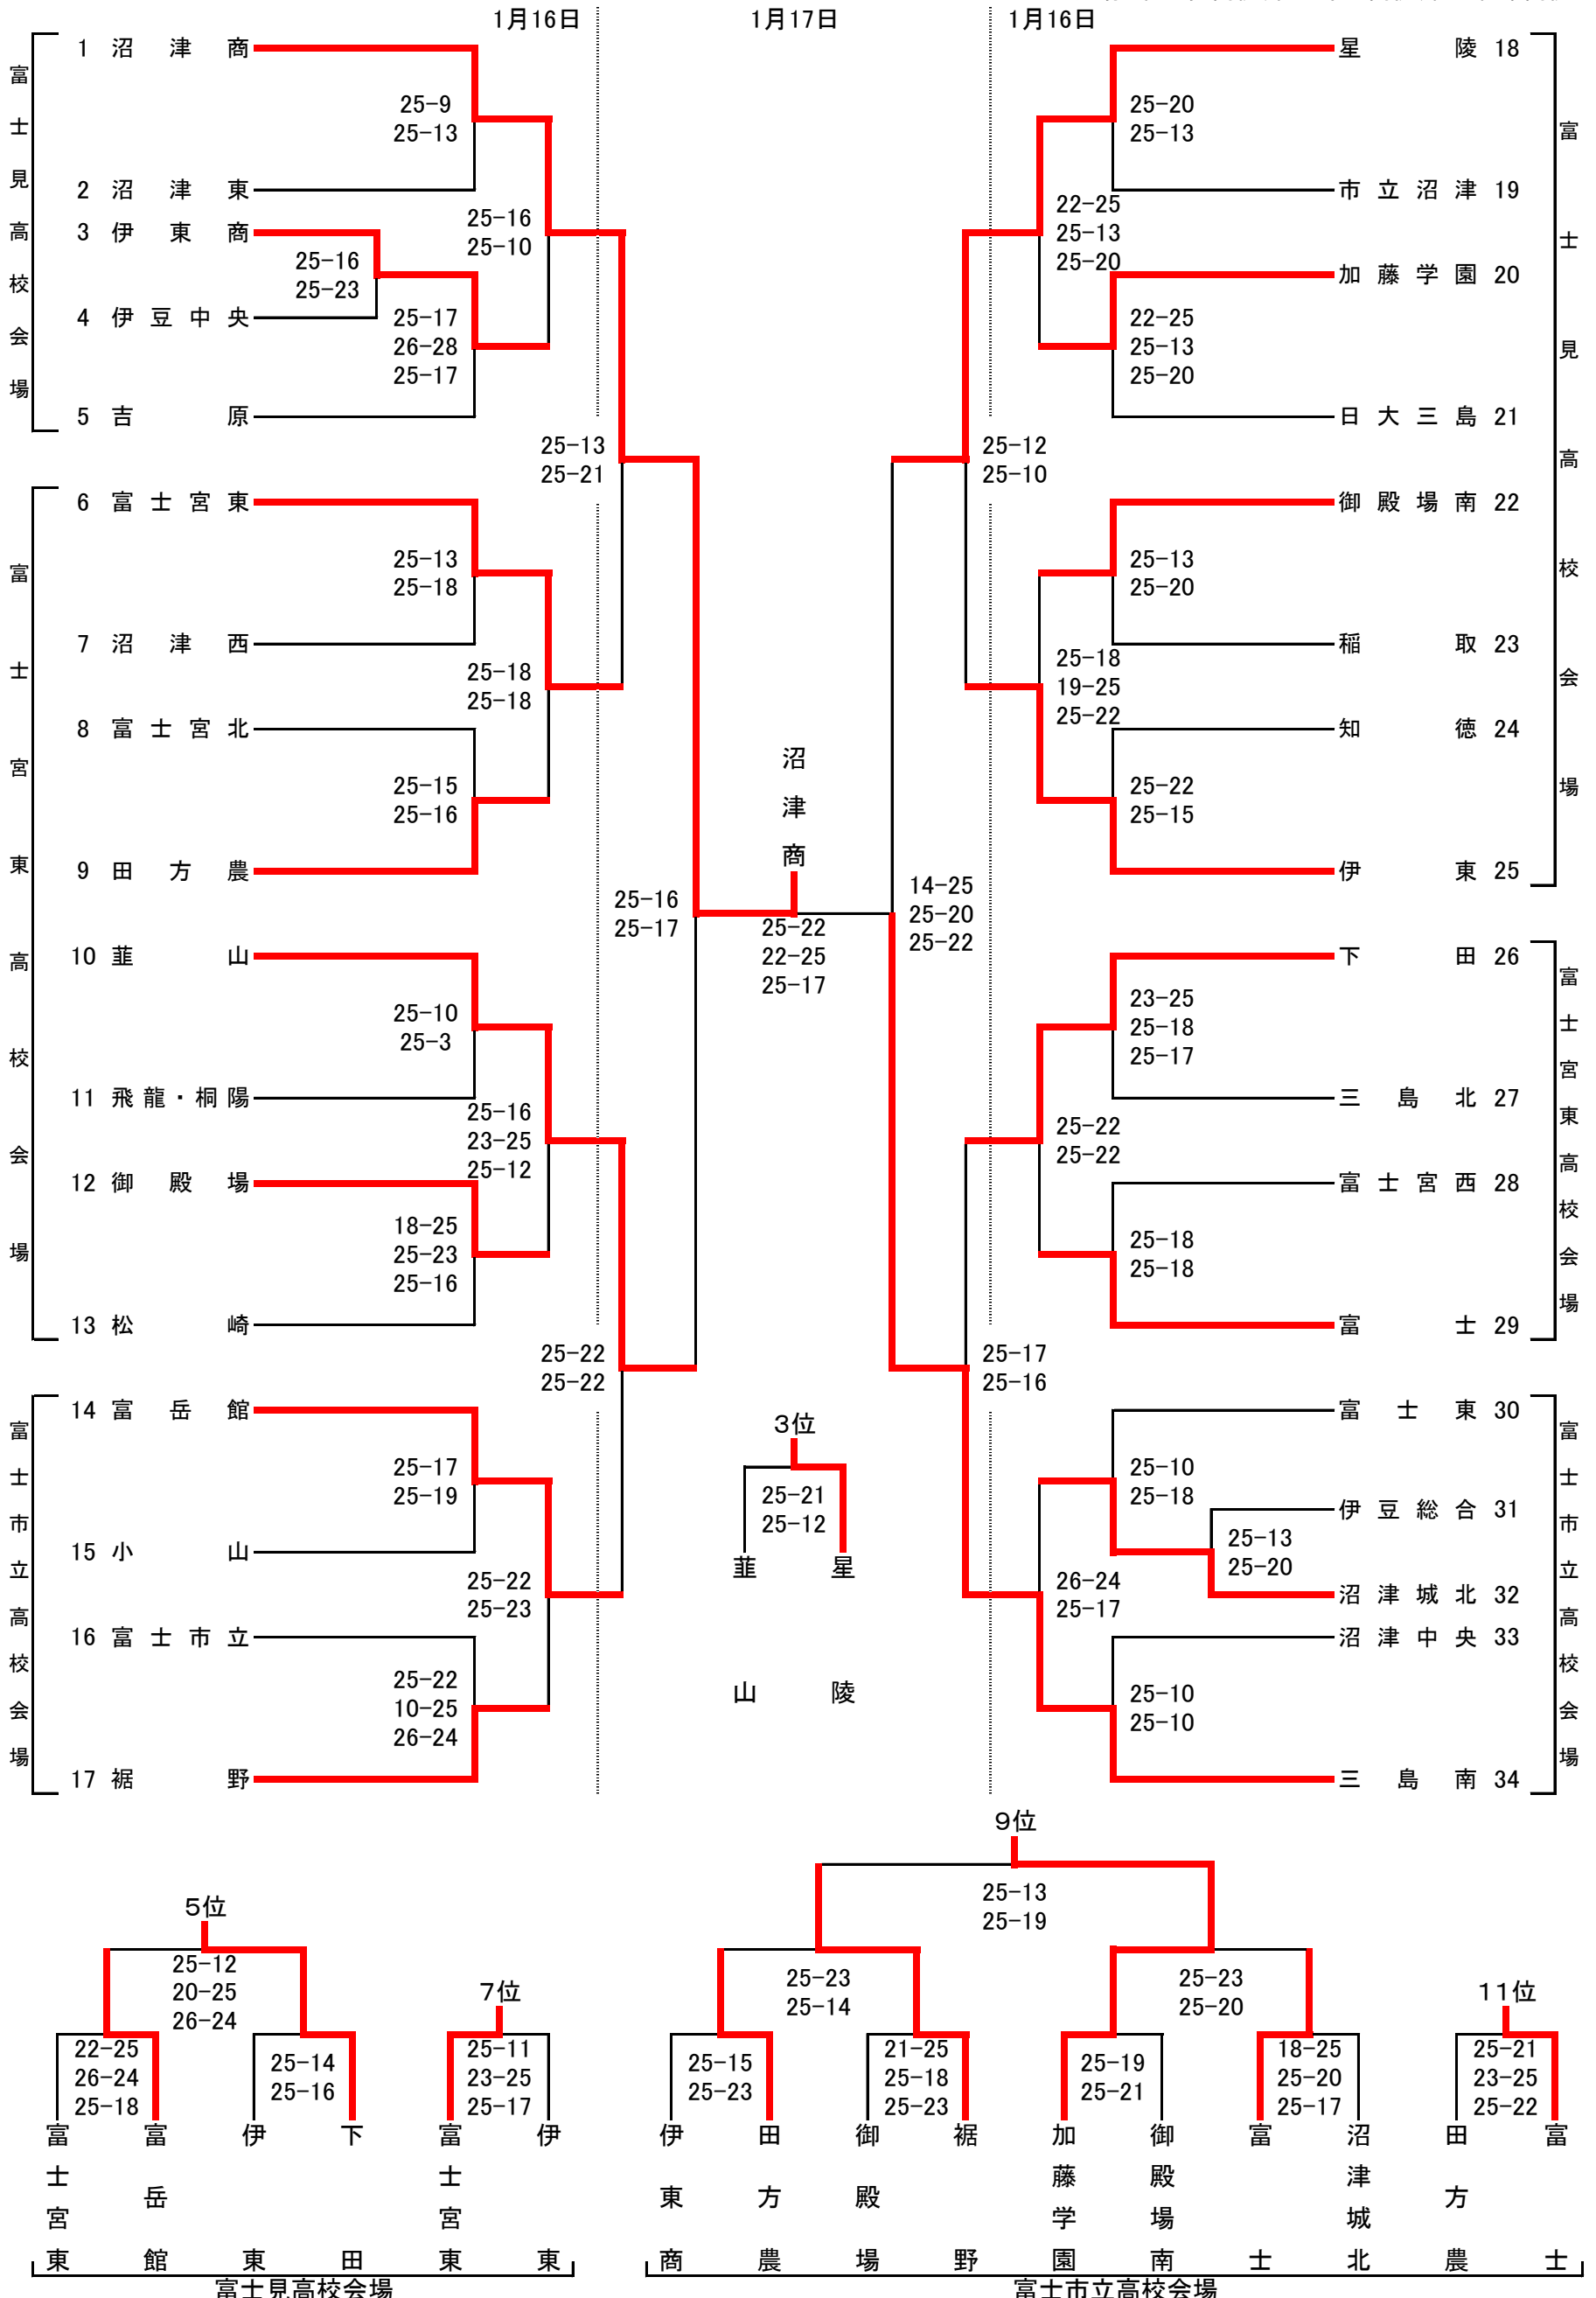 1月16日
1月17日
1月16日
富士見高校会場
1 沼津商
2 沼津東
3 伊東商
4 伊豆中央
5 吉原
25-9
25-13
25-16
25-23
25-17
26-28
25-17
25-16
25-10
25-13
25-21
富士宮東高校会場
6 富士宮東
7 沼津西
8 富士宮北
9 田方農
10 韮山
11 飛龍・桐陽
12 御殿場
13 松崎
25-13
25-18
25-18
25-18
25-15
25-16
25-16
25-17
25-10
25-3
25-16
23-25
25-12
18-25
25-23
25-16
25-22
25-22
富士市立高校会場
14 富岳館
15 小山
16 富士市立
17 裾野
25-17
25-19
25-22
25-23
25-22
10-25
26-24
沼津商
25-22
22-25
25-17
3位
25-21
25-12
韮山
星陵
富士見高校会場
星陵 18
市立沼津 19
加藤学園 20
日大三島 21
御殿場南 22
稲取 23
知徳 24
伊東 25
25-20
25-13
22-25
25-13
25-20
22-25
25-13
25-20
25-12
25-10
25-13
25-20
25-18
19-25
25-22
25-22
25-15
14-25
25-20
25-22
富士宮東高校会場
下田 26
三島北 27
富士宮西 28
富士 29
23-25
25-18
25-17
25-22
25-22
25-18
25-18
25-17
25-16
富士市立高校会場
富士東 30
伊豆総合 31
沼津城北 32
沼津中央 33
三島南 34
25-10
25-18
25-13
25-20
26-24
25-17
25-10
25-10
5位
25-12
20-25
26-24
22-25
26-24
25-18
25-14
25-16
富士宮東
富岳館
伊東
下田
7位
25-11
23-25
25-17
富士宮東
伊東
富士見高校会場
9位
25-13
25-19
25-23
25-14
25-23
25-20
25-15
25-23
21-25
25-18
25-23
25-19
25-21
18-25
25-20
25-17
伊東商
田方農
御殿場
裾野
加藤学園
御殿場南
富士
沼津城北
11位
25-21
23-25
25-22
田方農
富士
富士市立高校会場